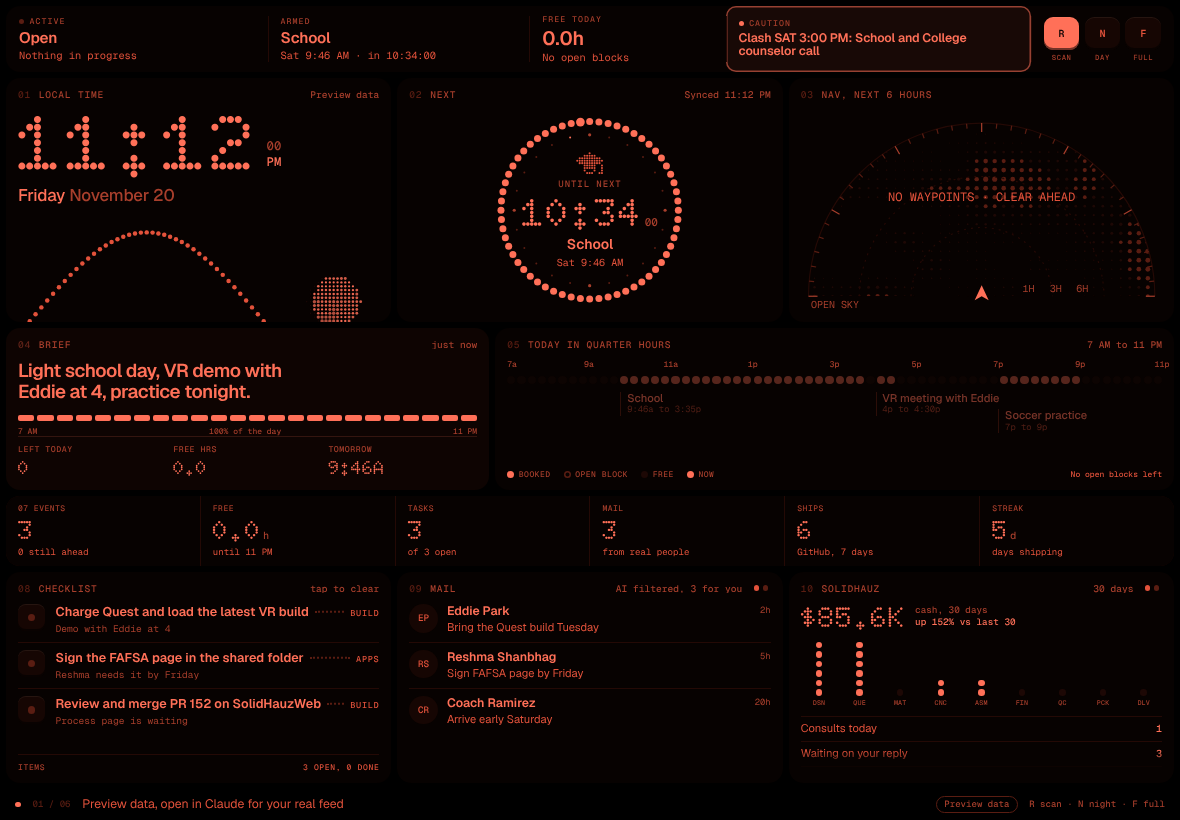 ACTIVE
Open
Nothing in progress
ARMED
School
Sat 9:46 AM · in 10:34:00
FREE TODAY
0.0h
No open blocks
CAUTION
Clash SAT 3:00 PM: School and College
counselor call
R N F
SCAN DAY FULL
01 LOCAL TIME Preview data
11:12 00 PM
Friday November 20
02 NEXT Synced 11:12 PM
UNTIL NEXT
10:34 00
School
Sat 9:46 AM
03 NAV, NEXT 6 HOURS
NO WAYPOINTS · CLEAR AHEAD
1H 3H 6H
OPEN SKY
04 BRIEF just now
Light school day, VR demo with
Eddie at 4, practice tonight.
7 AM 100% of the day 11 PM
LEFT TODAY FREE HRS TOMORROW
0 0.0 9:46A
05 TODAY IN QUARTER HOURS 7 AM to 11 PM
7a 9a 11a 1p 3p 5p 7p 9p 11p
School
9:46a to 3:35p
VR meeting with Eddie
4p to 4:30p
Soccer practice
7p to 9p
BOOKED OPEN BLOCK FREE NOW No open blocks left
07 EVENTS
3
0 still ahead
FREE
0.0 h
until 11 PM
TASKS
3
of 3 open
MAIL
3
from real people
SHIPS
6
GitHub, 7 days
STREAK
5 d
days shipping
08 CHECKLIST tap to clear
Charge Quest and load the latest VR build BUILD
Demo with Eddie at 4
Sign the FAFSA page in the shared folder APPS
Reshma needs it by Friday
Review and merge PR 152 on SolidHauzWeb BUILD
Process page is waiting
ITEMS 3 OPEN, 0 DONE
09 MAIL AI filtered, 3 for you
EP Eddie Park 2h
Bring the Quest build Tuesday
RS Reshma Shanbhag 5h
Sign FAFSA page by Friday
CR Coach Ramirez 20h
Arrive early Saturday
10 SOLIDHAUZ 30 days
$85.6K
cash, 30 days
up 152% vs last 30
DSN QUE MAT CNC ASM FIN QC PCK DLV
Consults today 1
Waiting on your reply 3
01 / 06 Preview data, open in Claude for your real feed
Preview data R scan · N night · F full